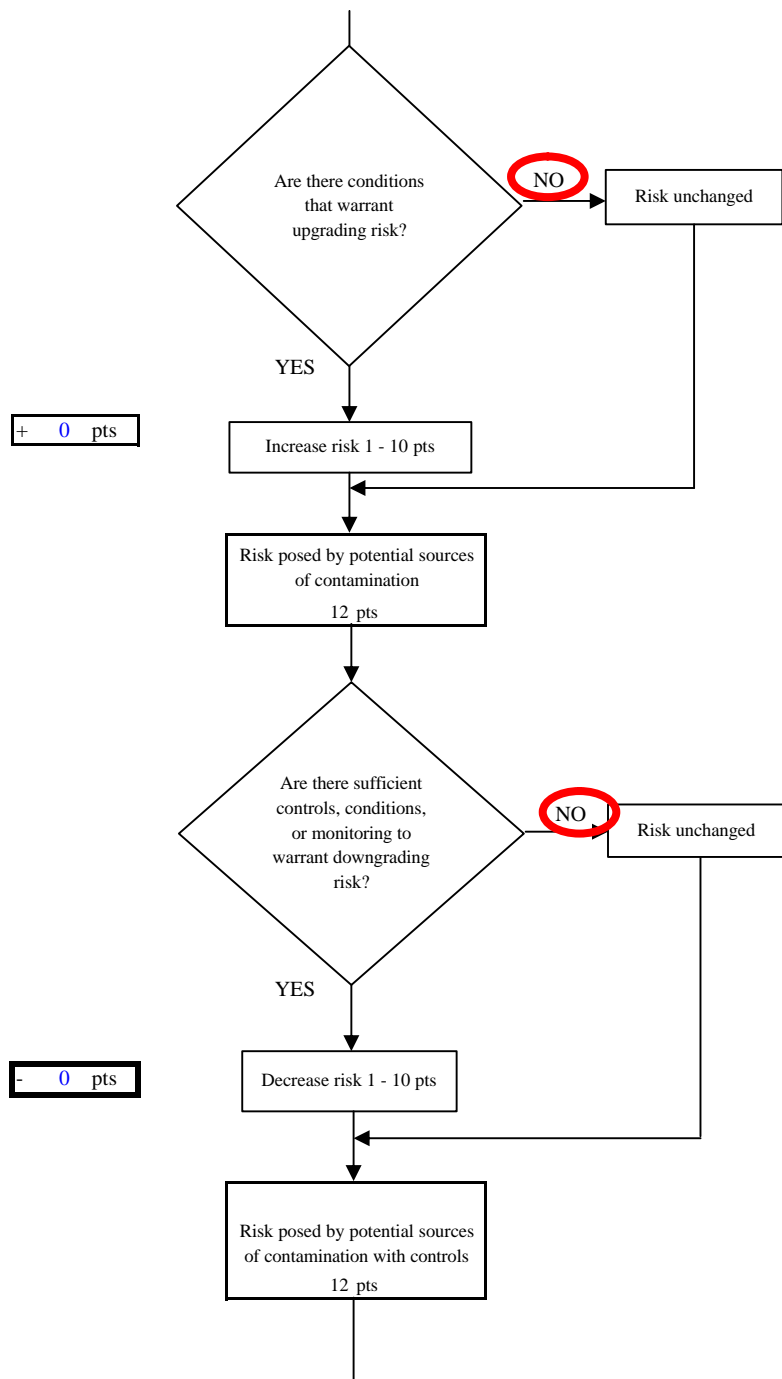 Are there conditions
that warrant
upgrading risk?
NO
Risk unchanged
YES
+ 0 pts
Increase risk 1 - 10 pts
Risk posed by potential sources
of contamination
12 pts
Are there sufficient
controls, conditions,
or monitoring to
warrant downgrading
risk?
NO
Risk unchanged
YES
- 0 pts
Decrease risk 1 - 10 pts
Risk posed by potential sources
of contamination with controls
12 pts